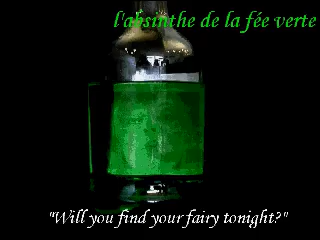 l'absinthe de la fée verte
"Will you find your fairy tonight?"